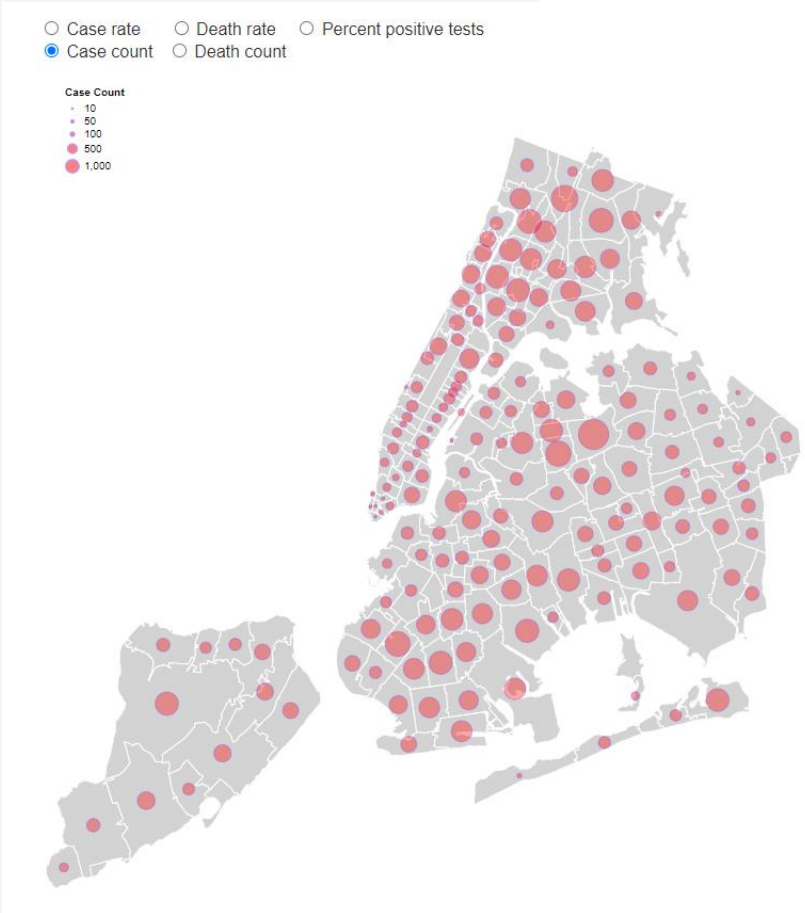 Case rate Death rate Percent positive tests
Case count Death count
Case Count
10
50
100
500
1,000